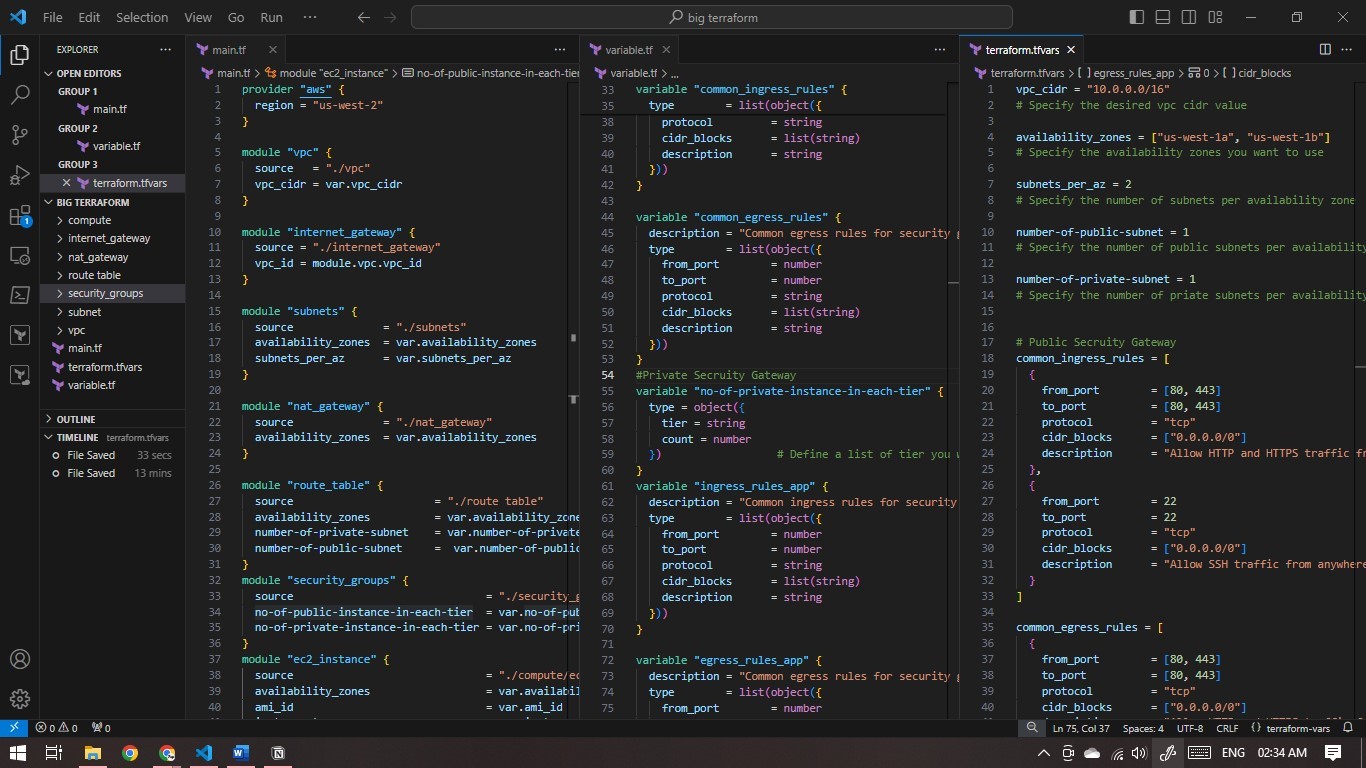 File Edit Selection View Go Run ··· big terraform
EXPLORER ···
OPEN EDITORS
GROUP 1
main.tf
GROUP 2
variable.tf
GROUP 3
terraform.tfvars
BIG TERRAFORM
compute
internet_gateway
nat_gateway
route table
security_groups
subnet
vpc
main.tf
terraform.tfvars
variable.tf
OUTLINE
TIMELINE terraform.tfvars
File Saved 33 secs
File Saved 13 mins
1
main.tf ···
main.tf > module "ec2_instance" > no-of-public-instance-in-each-tier
1 provider "aws" {
2 region = "us-west-2"
3 }
4
5 module "vpc" {
6 source = "./vpc"
7 vpc_cidr = var.vpc_cidr
8 }
9
10 module "internet_gateway" {
11 source = "./internet_gateway"
12 vpc_id = module.vpc.vpc_id
13 }
14
15 module "subnets" {
16 source = "./subnets"
17 availability_zones = var.availability_zones
18 subnets_per_az = var.subnets_per_az
19 }
20
21 module "nat_gateway" {
22 source = "./nat_gateway"
23 availability_zones = var.availability_zones
24 }
25
26 module "route_table" {
27 source = "./route table"
28 availability_zones = var.availability_zone
29 number-of-private-subnet = var.number-of-private
30 number-of-public-subnet = var.number-of-public
31 }
32 module "security_groups" {
33 source = "./security_g
34 no-of-public-instance-in-each-tier = var.no-of-pub
35 no-of-private-instance-in-each-tier = var.no-of-pri
36 }
37 module "ec2_instance" {
38 source = "./compute/ec
39 availability_zones = var.availabil
40 ami_id = var.ami_id
variable.tf ···
variable.tf > ...
33 variable "common_ingress_rules" {
35 type = list(object({
38 protocol = string
39 cidr_blocks = list(string)
40 description = string
41 }))
42 }
43
44 variable "common_egress_rules" {
45 description = "Common egress rules for security g
46 type = list(object({
47 from_port = number
48 to_port = number
49 protocol = string
50 cidr_blocks = list(string)
51 description = string
52 }))
53 }
54 #Private Secruity Gateway
55 variable "no-of-private-instance-in-each-tier" {
56 type = object({
57 tier = string
58 count = number
59 }) # Define a list of tier you w
60 }
61 variable "ingress_rules_app" {
62 description = "Common ingress rules for security
63 type = list(object({
64 from_port = number
65 to_port = number
66 protocol = string
67 cidr_blocks = list(string)
68 description = string
69 }))
70 }
71
72 variable "egress_rules_app" {
73 description = "Common egress rules for security g
74 type = list(object({
75 from_port = number
terraform.tfvars ···
terraform.tfvars > [ ] egress_rules_app > 0 > [ ] cidr_blocks
1 vpc_cidr = "10.0.0.0/16"
2 # Specify the desired vpc cidr value
3
4 availability_zones = ["us-west-1a", "us-west-1b"]
5 # Specify the availability zones you want to use
6
7 subnets_per_az = 2
8 # Specify the number of subnets per availability zone
9
10 number-of-public-subnet = 1
11 # Specify the number of public subnets per availability
12
13 number-of-private-subnet = 1
14 # Specify the number of priate subnets per availability
15
16
17 # Public Secruity Gateway
18 common_ingress_rules = [
19 {
20 from_port = [80, 443]
21 to_port = [80, 443]
22 protocol = "tcp"
23 cidr_blocks = ["0.0.0.0/0"]
24 description = "Allow HTTP and HTTPS traffic fr
25 },
26 {
27 from_port = 22
28 to_port = 22
29 protocol = "tcp"
30 cidr_blocks = ["0.0.0.0/0"]
31 description = "Allow SSH traffic from anywhere
32 }
33 ]
34
35 common_egress_rules = [
36 {
37 from_port = [80, 443]
38 to_port = [80, 443]
39 protocol = "tcp"
40 cidr_blocks = ["0.0.0.0/0"]
0 0 0 Ln 75, Col 37 Spaces: 4 UTF-8 CRLF terraform-vars
ENG 02:34 AM